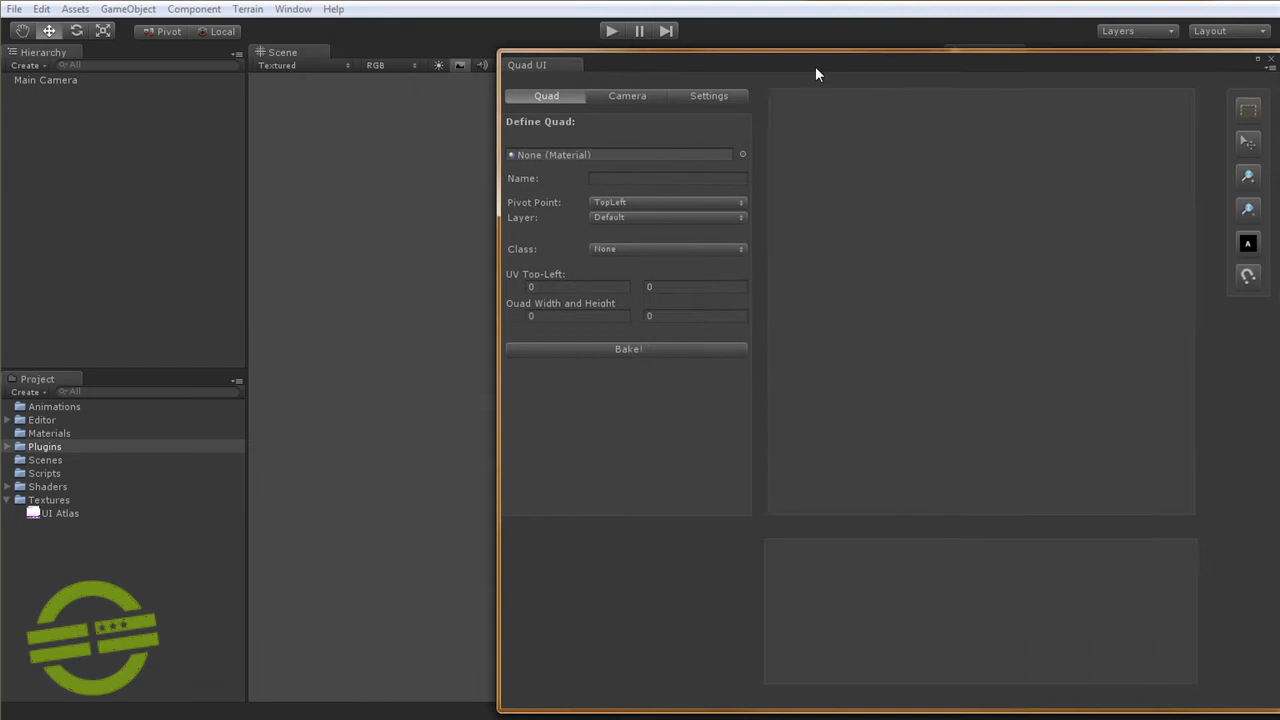 File Edit Assets GameObject Component Terrain Window Help
Pivot Local Layers Layout
Hierarchy
Create All
Main Camera
Scene
Textured RGB
Quad UI
Quad Camera Settings
Define Quad:
None (Material)
Name:
Pivot Point: TopLeft
Layer: Default
Class: None
UV Top-Left:
0 0
Quad Width and Height
0 0
Bake!
A
Project
Create All
Animations
Editor
Materials
Plugins
Scenes
Scripts
Shaders
Textures
UI Atlas